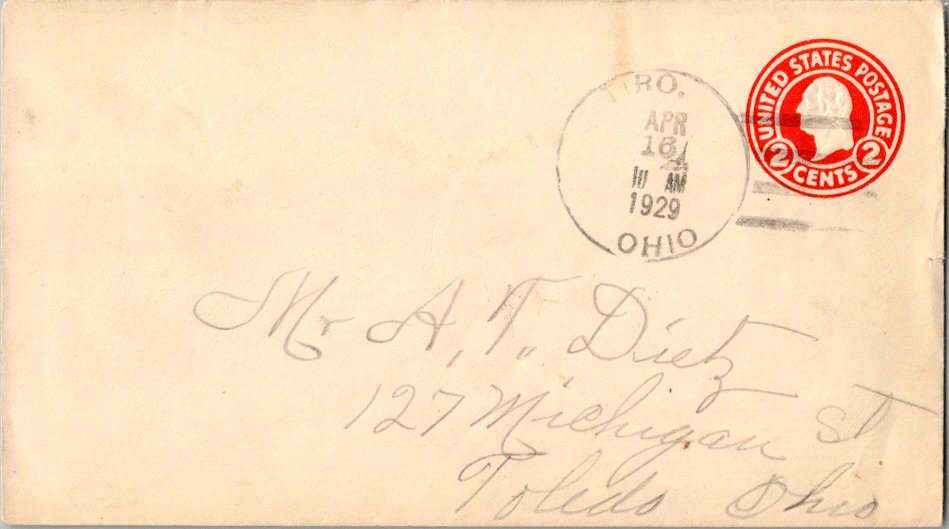 UNITED STATES POSTAGE
2 CENTS 2
TIRO.
APR
16
10 AM
1929
OHIO
Mr A. T. Dietz
127 Michigan St
Toledo Ohio